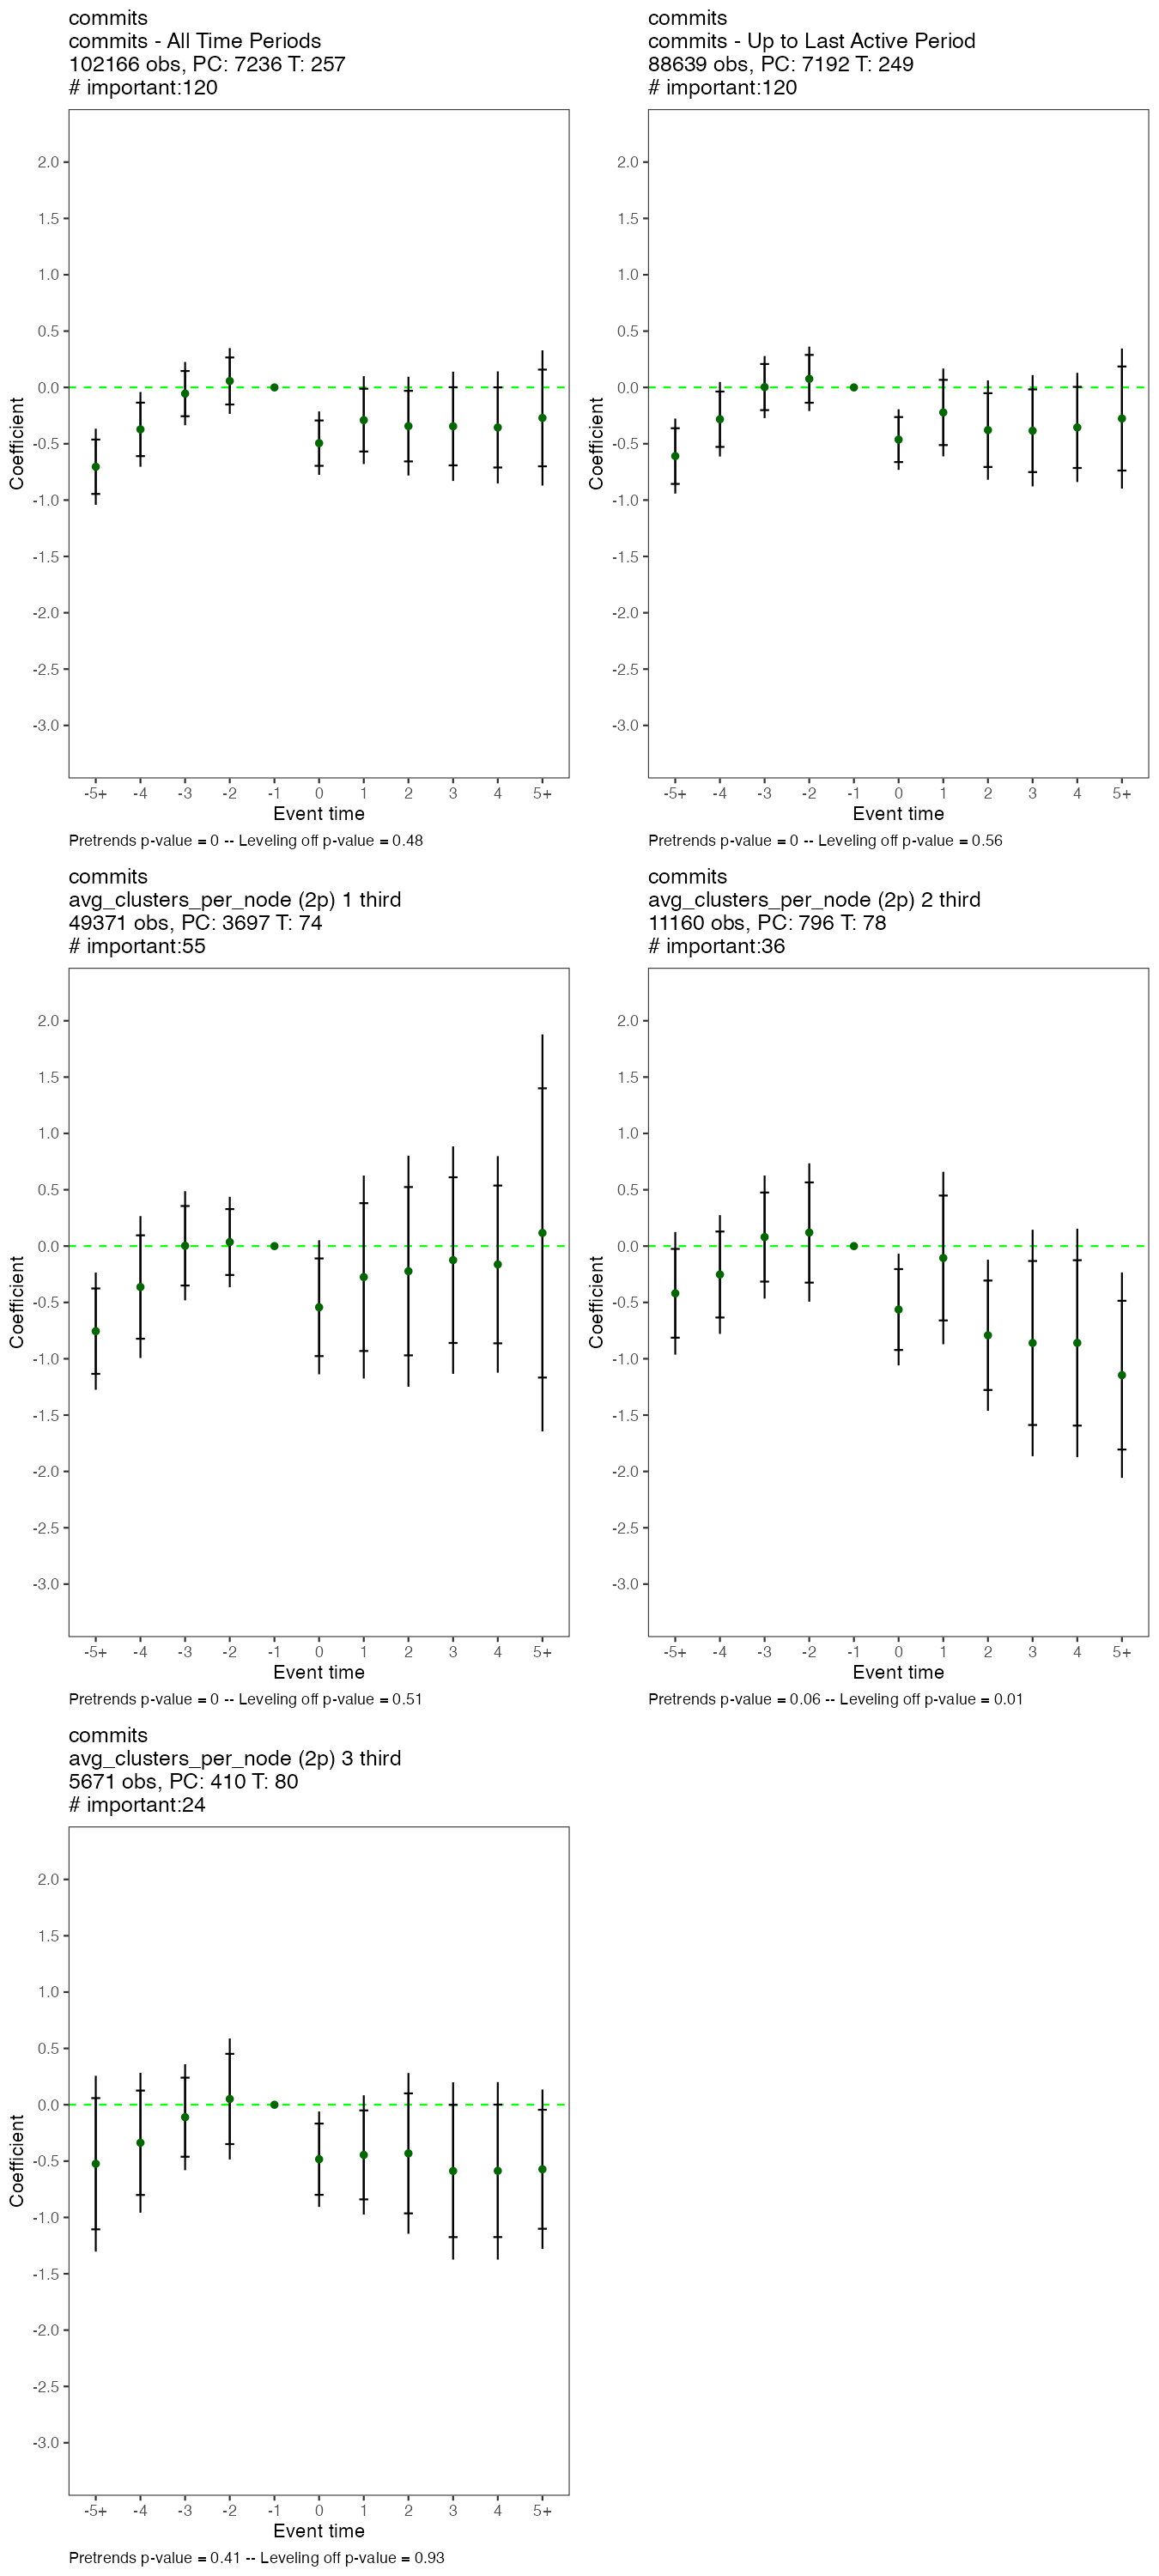 commits
commits - All Time Periods
102166 obs, PC: 7236 T: 257
# important:120
2.0
1.5
1.0
0.5
0.0
-0.5
-1.0
-1.5
-2.0
-2.5
-3.0
Coefficient
-5+ -4 -3 -2 -1 0 1 2 3 4 5+
Event time
Pretrends p-value = 0 -- Leveling off p-value = 0.48
commits
commits - Up to Last Active Period
88639 obs, PC: 7192 T: 249
# important:120
2.0
1.5
1.0
0.5
0.0
-0.5
-1.0
-1.5
-2.0
-2.5
-3.0
Coefficient
-5+ -4 -3 -2 -1 0 1 2 3 4 5+
Event time
Pretrends p-value = 0 -- Leveling off p-value = 0.56
commits
avg_clusters_per_node (2p) 1 third
49371 obs, PC: 3697 T: 74
# important:55
2.0
1.5
1.0
0.5
0.0
-0.5
-1.0
-1.5
-2.0
-2.5
-3.0
Coefficient
-5+ -4 -3 -2 -1 0 1 2 3 4 5+
Event time
Pretrends p-value = 0 -- Leveling off p-value = 0.51
commits
avg_clusters_per_node (2p) 2 third
11160 obs, PC: 796 T: 78
# important:36
2.0
1.5
1.0
0.5
0.0
-0.5
-1.0
-1.5
-2.0
-2.5
-3.0
Coefficient
-5+ -4 -3 -2 -1 0 1 2 3 4 5+
Event time
Pretrends p-value = 0.06 -- Leveling off p-value = 0.01
commits
avg_clusters_per_node (2p) 3 third
5671 obs, PC: 410 T: 80
# important:24
2.0
1.5
1.0
0.5
0.0
-0.5
-1.0
-1.5
-2.0
-2.5
-3.0
Coefficient
-5+ -4 -3 -2 -1 0 1 2 3 4 5+
Event time
Pretrends p-value = 0.41 -- Leveling off p-value = 0.93